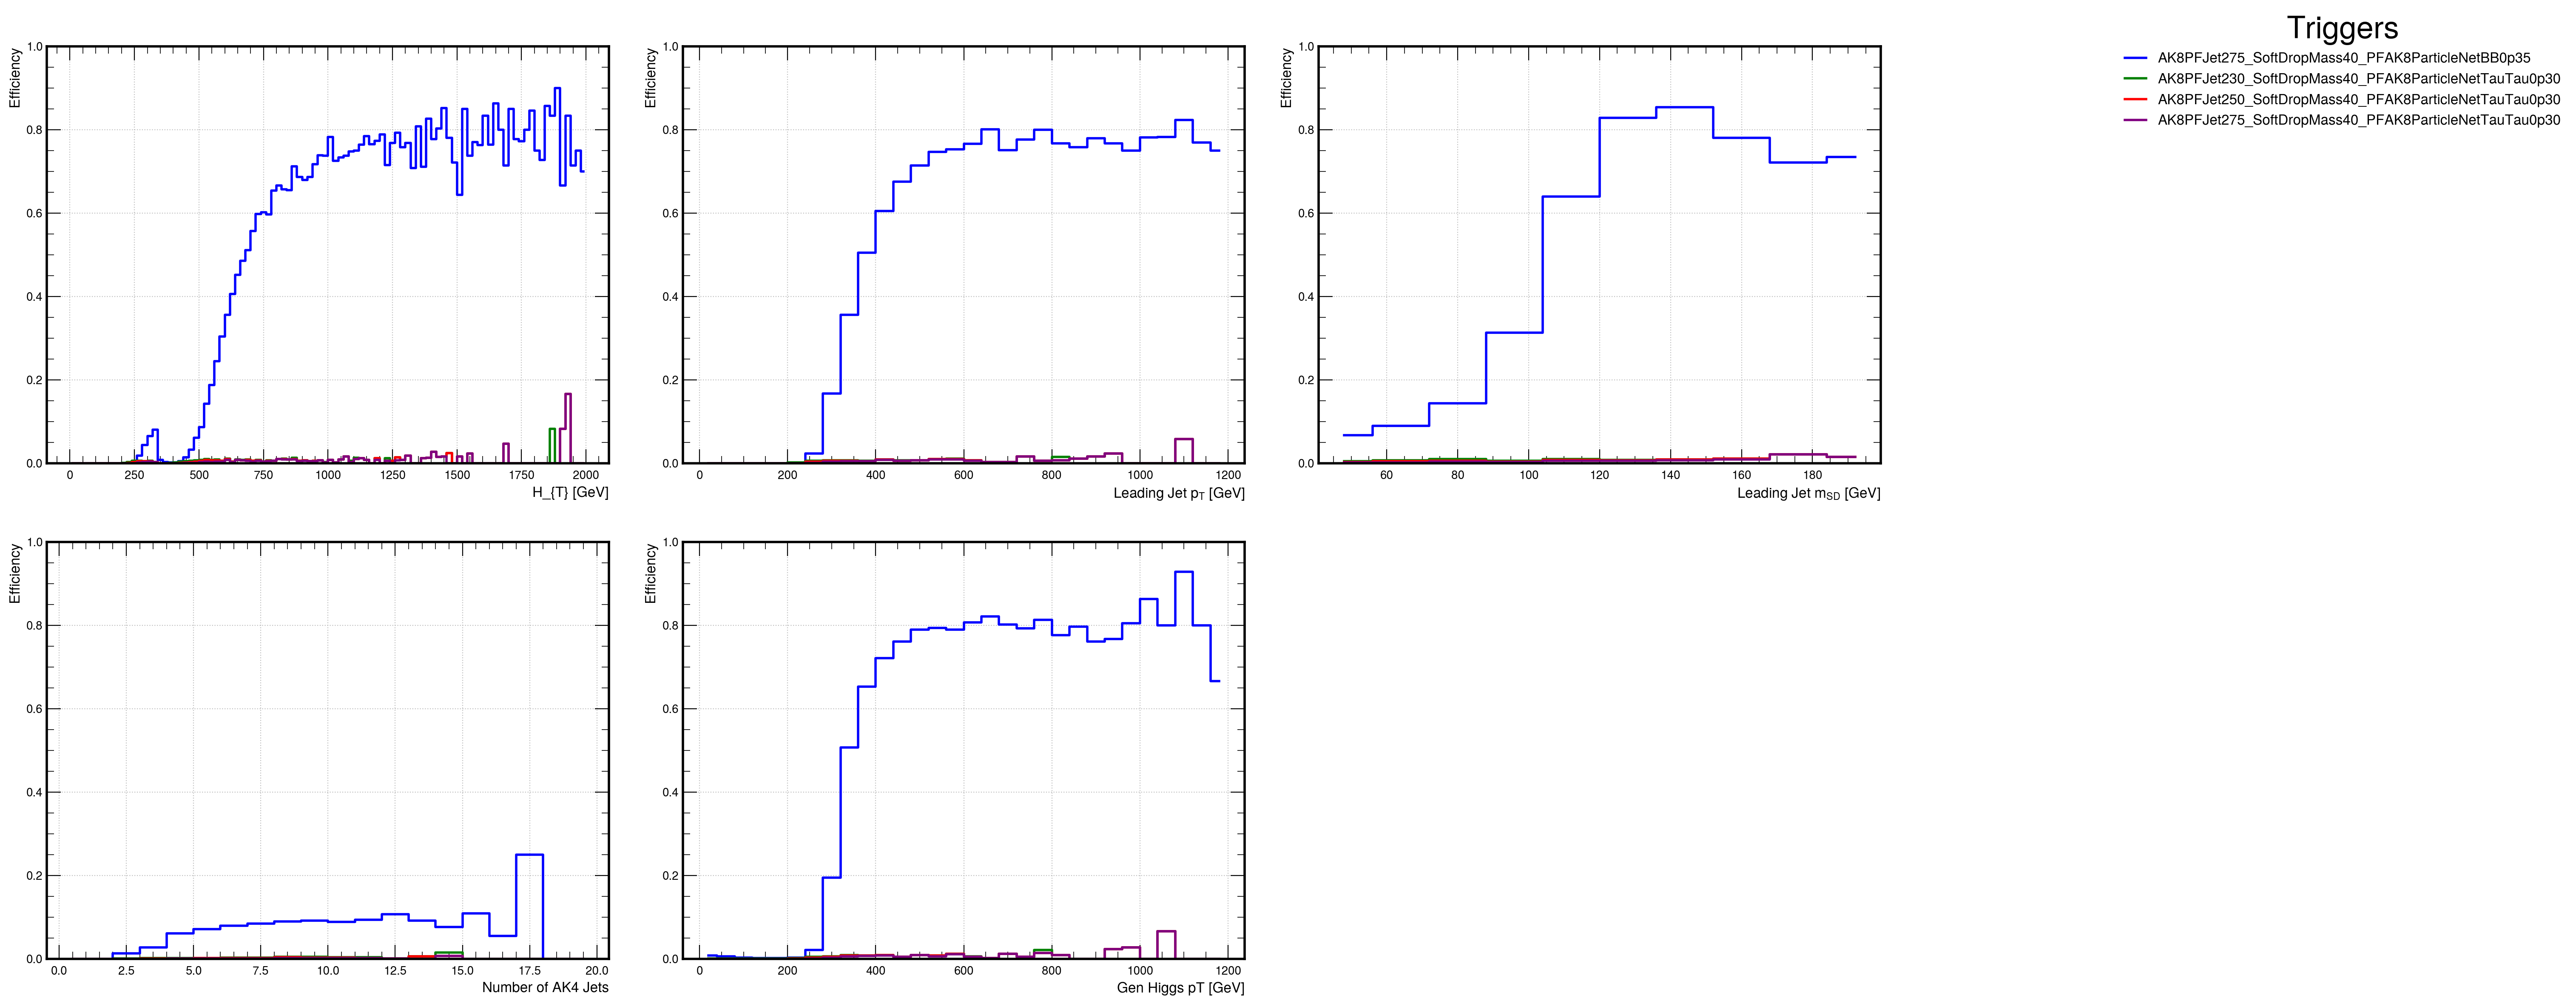 Triggers
AK8PFJet275_SoftDropMass40_PFAK8ParticleNetBB0p35
AK8PFJet230_SoftDropMass40_PFAK8ParticleNetTauTau0p30
AK8PFJet250_SoftDropMass40_PFAK8ParticleNetTauTau0p30
AK8PFJet275_SoftDropMass40_PFAK8ParticleNetTauTau0p30
Efficiency
1.0
0.8
0.6
0.4
0.2
0.0
0 250 500 750 1000 1250 1500 1750 2000
H_{T} [GeV]
Efficiency
1.0
0.8
0.6
0.4
0.2
0.0
0 200 400 600 800 1000 1200
Leading Jet pT [GeV]
Efficiency
1.0
0.8
0.6
0.4
0.2
0.0
60 80 100 120 140 160 180
Leading Jet mSD [GeV]
Efficiency
1.0
0.8
0.6
0.4
0.2
0.0
0.0 2.5 5.0 7.5 10.0 12.5 15.0 17.5 20.0
Number of AK4 Jets
Efficiency
1.0
0.8
0.6
0.4
0.2
0.0
0 200 400 600 800 1000 1200
Gen Higgs pT [GeV]